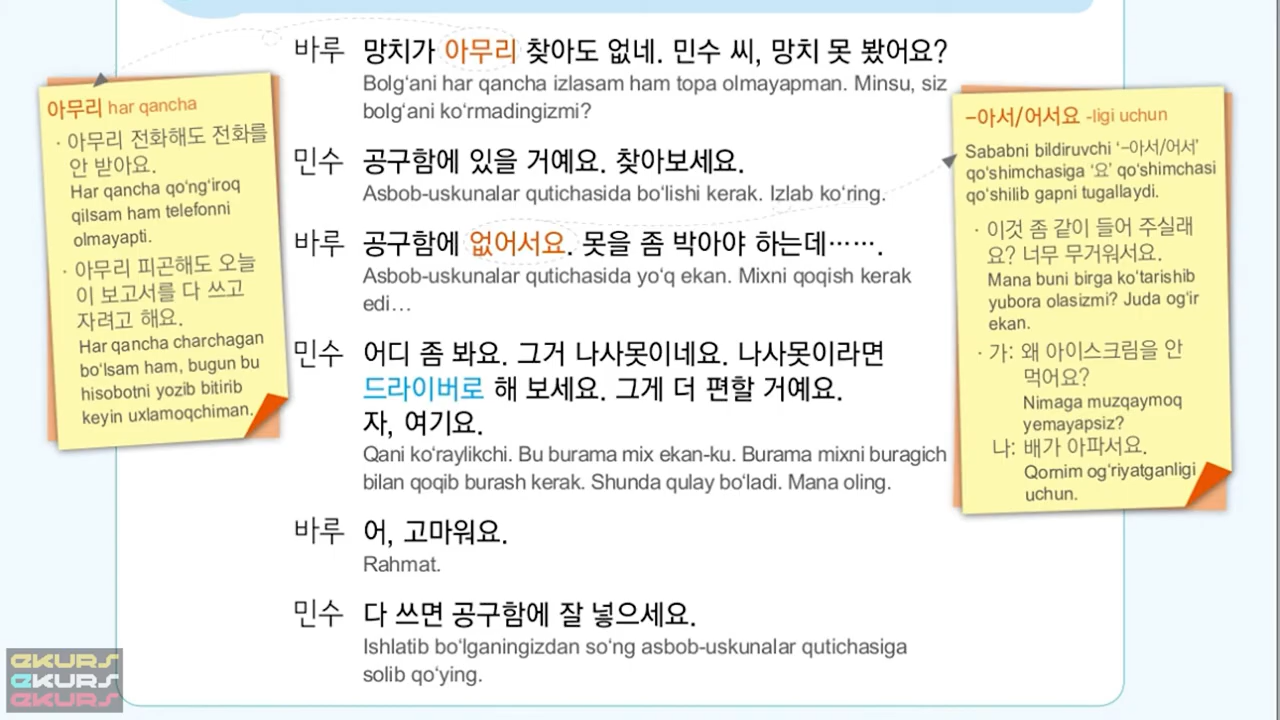 바루 망치가 아무리 찾아도 없네. 민수 씨, 망치 못 봤어요?
Bolg‘ani har qancha izlasam ham topa olmayapman. Minsu, siz
bolg‘ani ko‘rmadingizmi?
민수 공구함에 있을 거예요. 찾아보세요.
Asbob-uskunalar qutichasida bo‘lishi kerak. Izlab ko‘ring.
바루 공구함에 없어서요. 못을 좀 박아야 하는데…….
Asbob-uskunalar qutichasida yo‘q ekan. Mixni qoqish kerak
edi…
민수 어디 좀 봐요. 그거 나사못이네요. 나사못이라면
드라이버로 해 보세요. 그게 더 편할 거예요.
자, 여기요.
Qani ko‘raylikchi. Bu burama mix ekan-ku. Burama mixni buragich
bilan qoqib burash kerak. Shunda qulay bo‘ladi. Mana oling.
바루 어, 고마워요.
Rahmat.
민수 다 쓰면 공구함에 잘 넣으세요.
Ishlatib bo‘lganingizdan so‘ng asbob-uskunalar qutichasiga
solib qo‘ying.
아무리 har qancha
· 아무리 전화해도 전화를
안 받아요.
Har qancha qo‘ng‘iroq
qilsam ham telefonni
olmayapti.
· 아무리 피곤해도 오늘
이 보고서를 다 쓰고
자려고 해요.
Har qancha charchagan
bo‘lsam ham, bugun bu
hisobotni yozib bitirib
keyin uxlamoqchiman.
–아서/어서요 -ligi uchun
Sababni bildiruvchi ‘–아서/어서’
qo‘shimchasiga ‘요’ qo‘shimchasi
qo‘shilib gapni tugallaydi.
· 이것 좀 같이 들어 주실래
요? 너무 무거워서요.
Mana buni birga ko‘tarishib
yubora olasizmi? Juda og‘ir
ekan.
· 가: 왜 아이스크림을 안
먹어요?
Nimaga muzqaymoq
yemayapsiz?
나: 배가 아파서요.
Qornim og‘riyatganligi
uchun.
EKURS
EKURS
EKURS